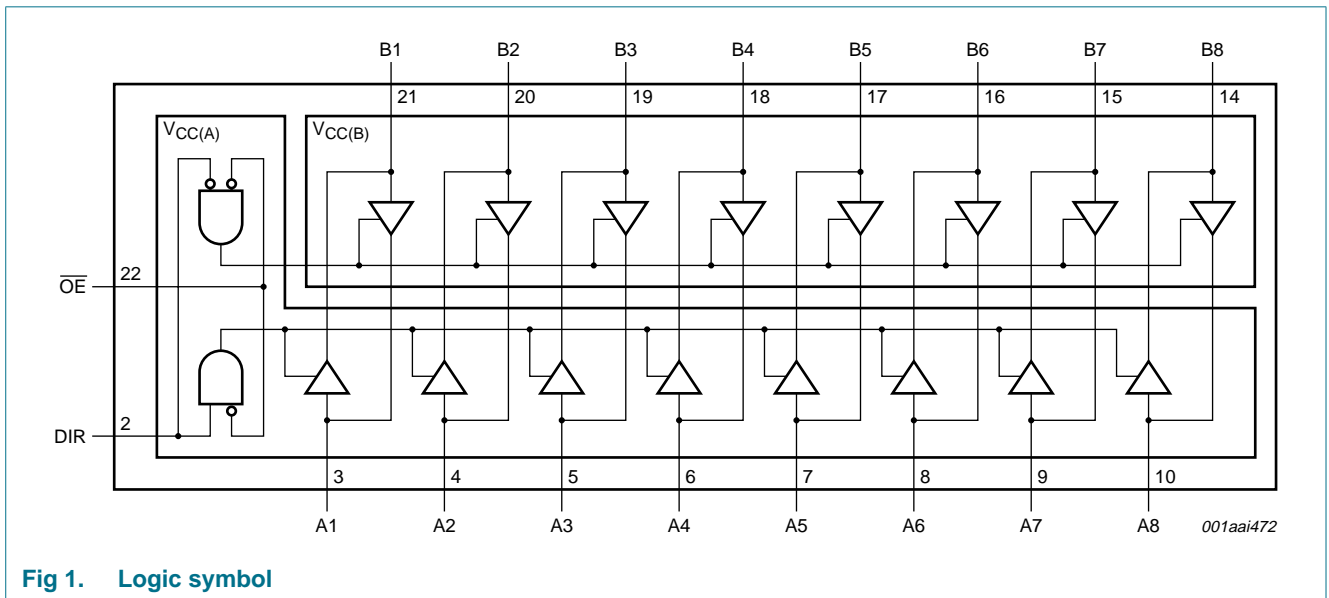 B1 B2 B3 B4 B5 B6 B7 B8
21 20 19 18 17 16 15 14
VCC(A) VCC(B)
22
OE
2
DIR
3 4 5 6 7 8 9 10
A1 A2 A3 A4 A5 A6 A7 A8 001aai472
Fig 1. Logic symbol